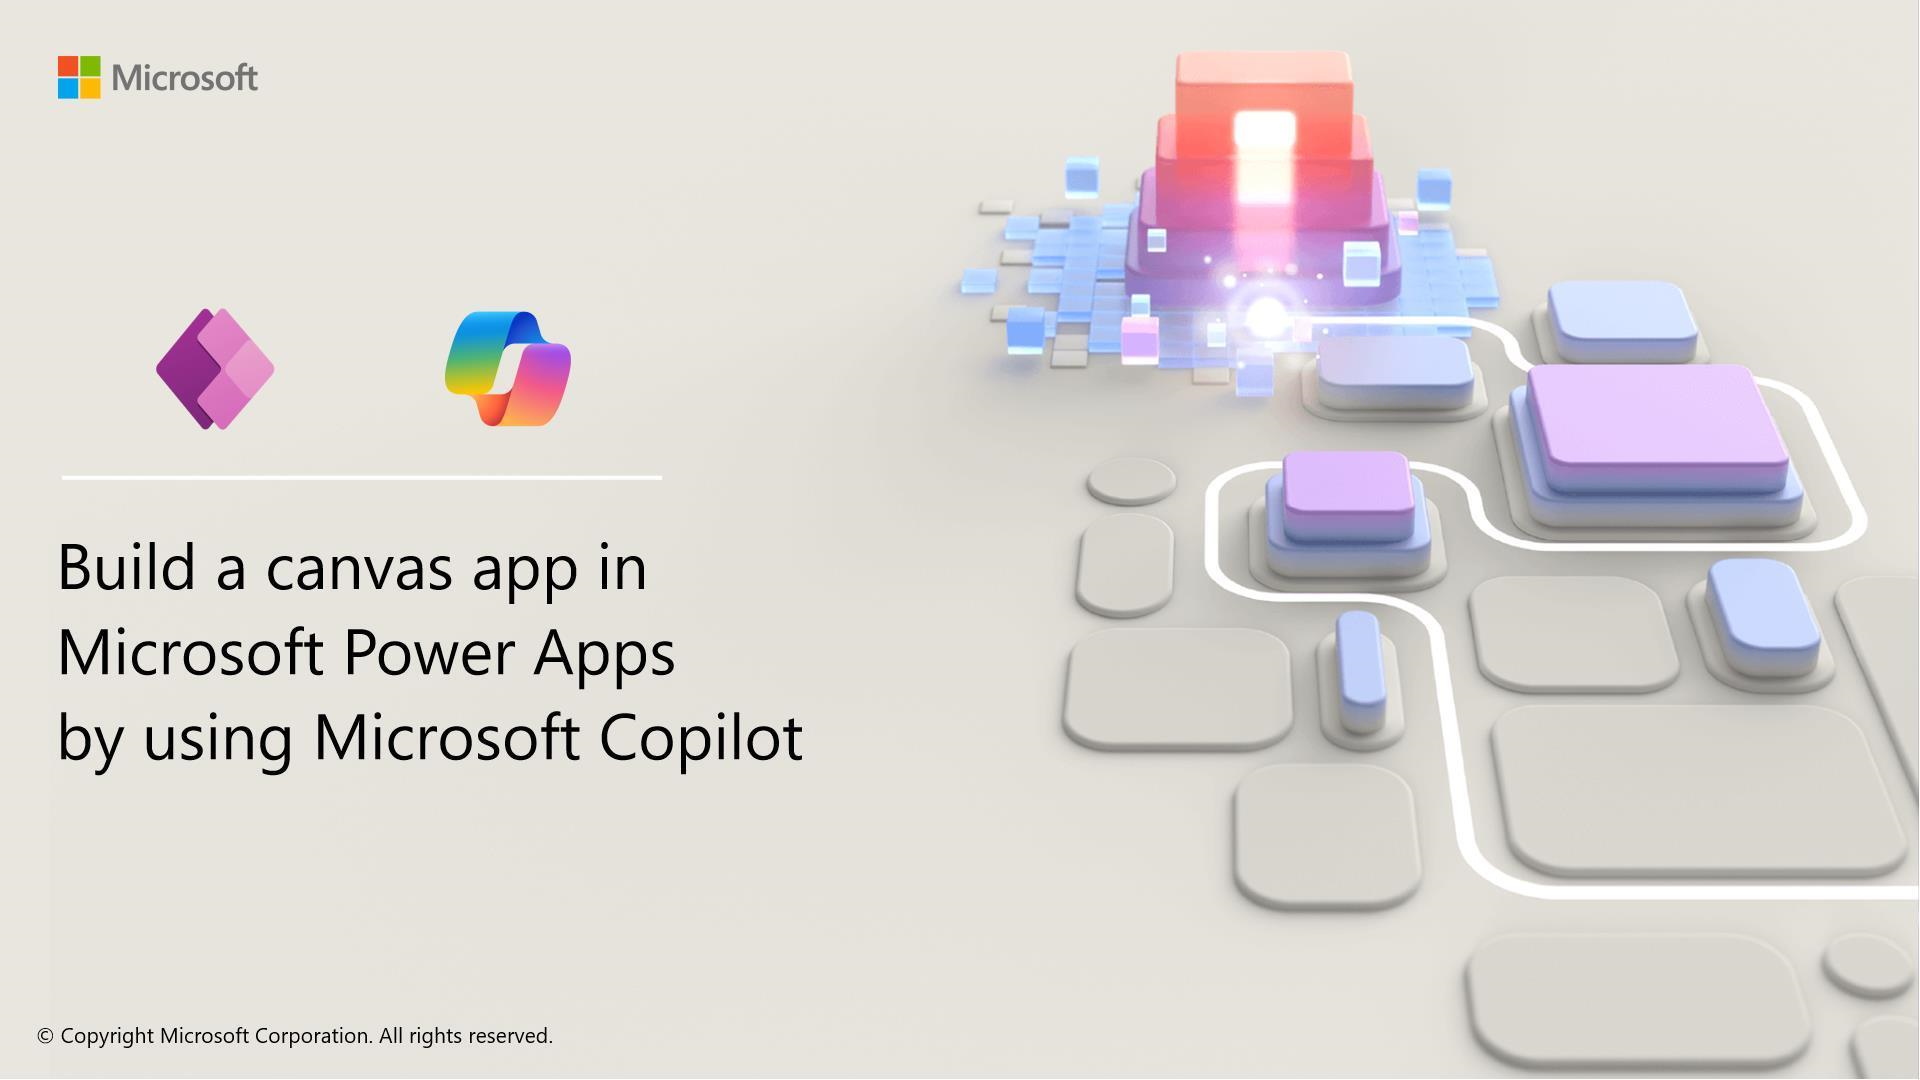 Microsoft
Build a canvas app in
Microsoft Power Apps
by using Microsoft Copilot
© Copyright Microsoft Corporation. All rights reserved.